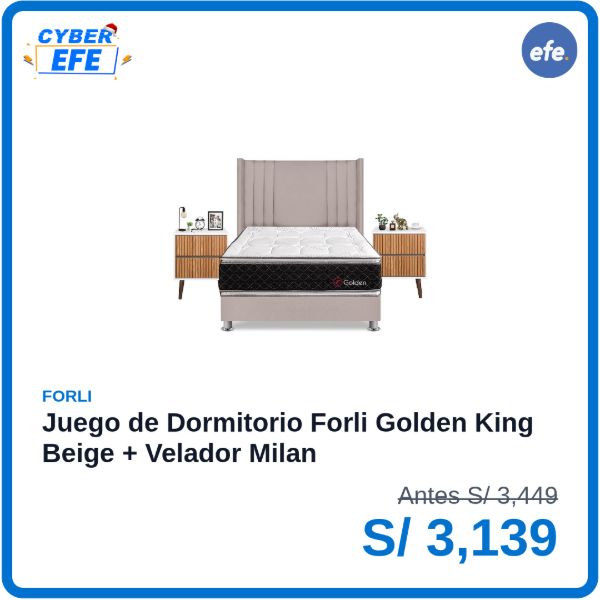 CYBER
EFE
efe.
Golden
FORLI
Juego de Dormitorio Forli Golden King
Beige + Velador Milan
Antes S/ 3,449
S/ 3,139